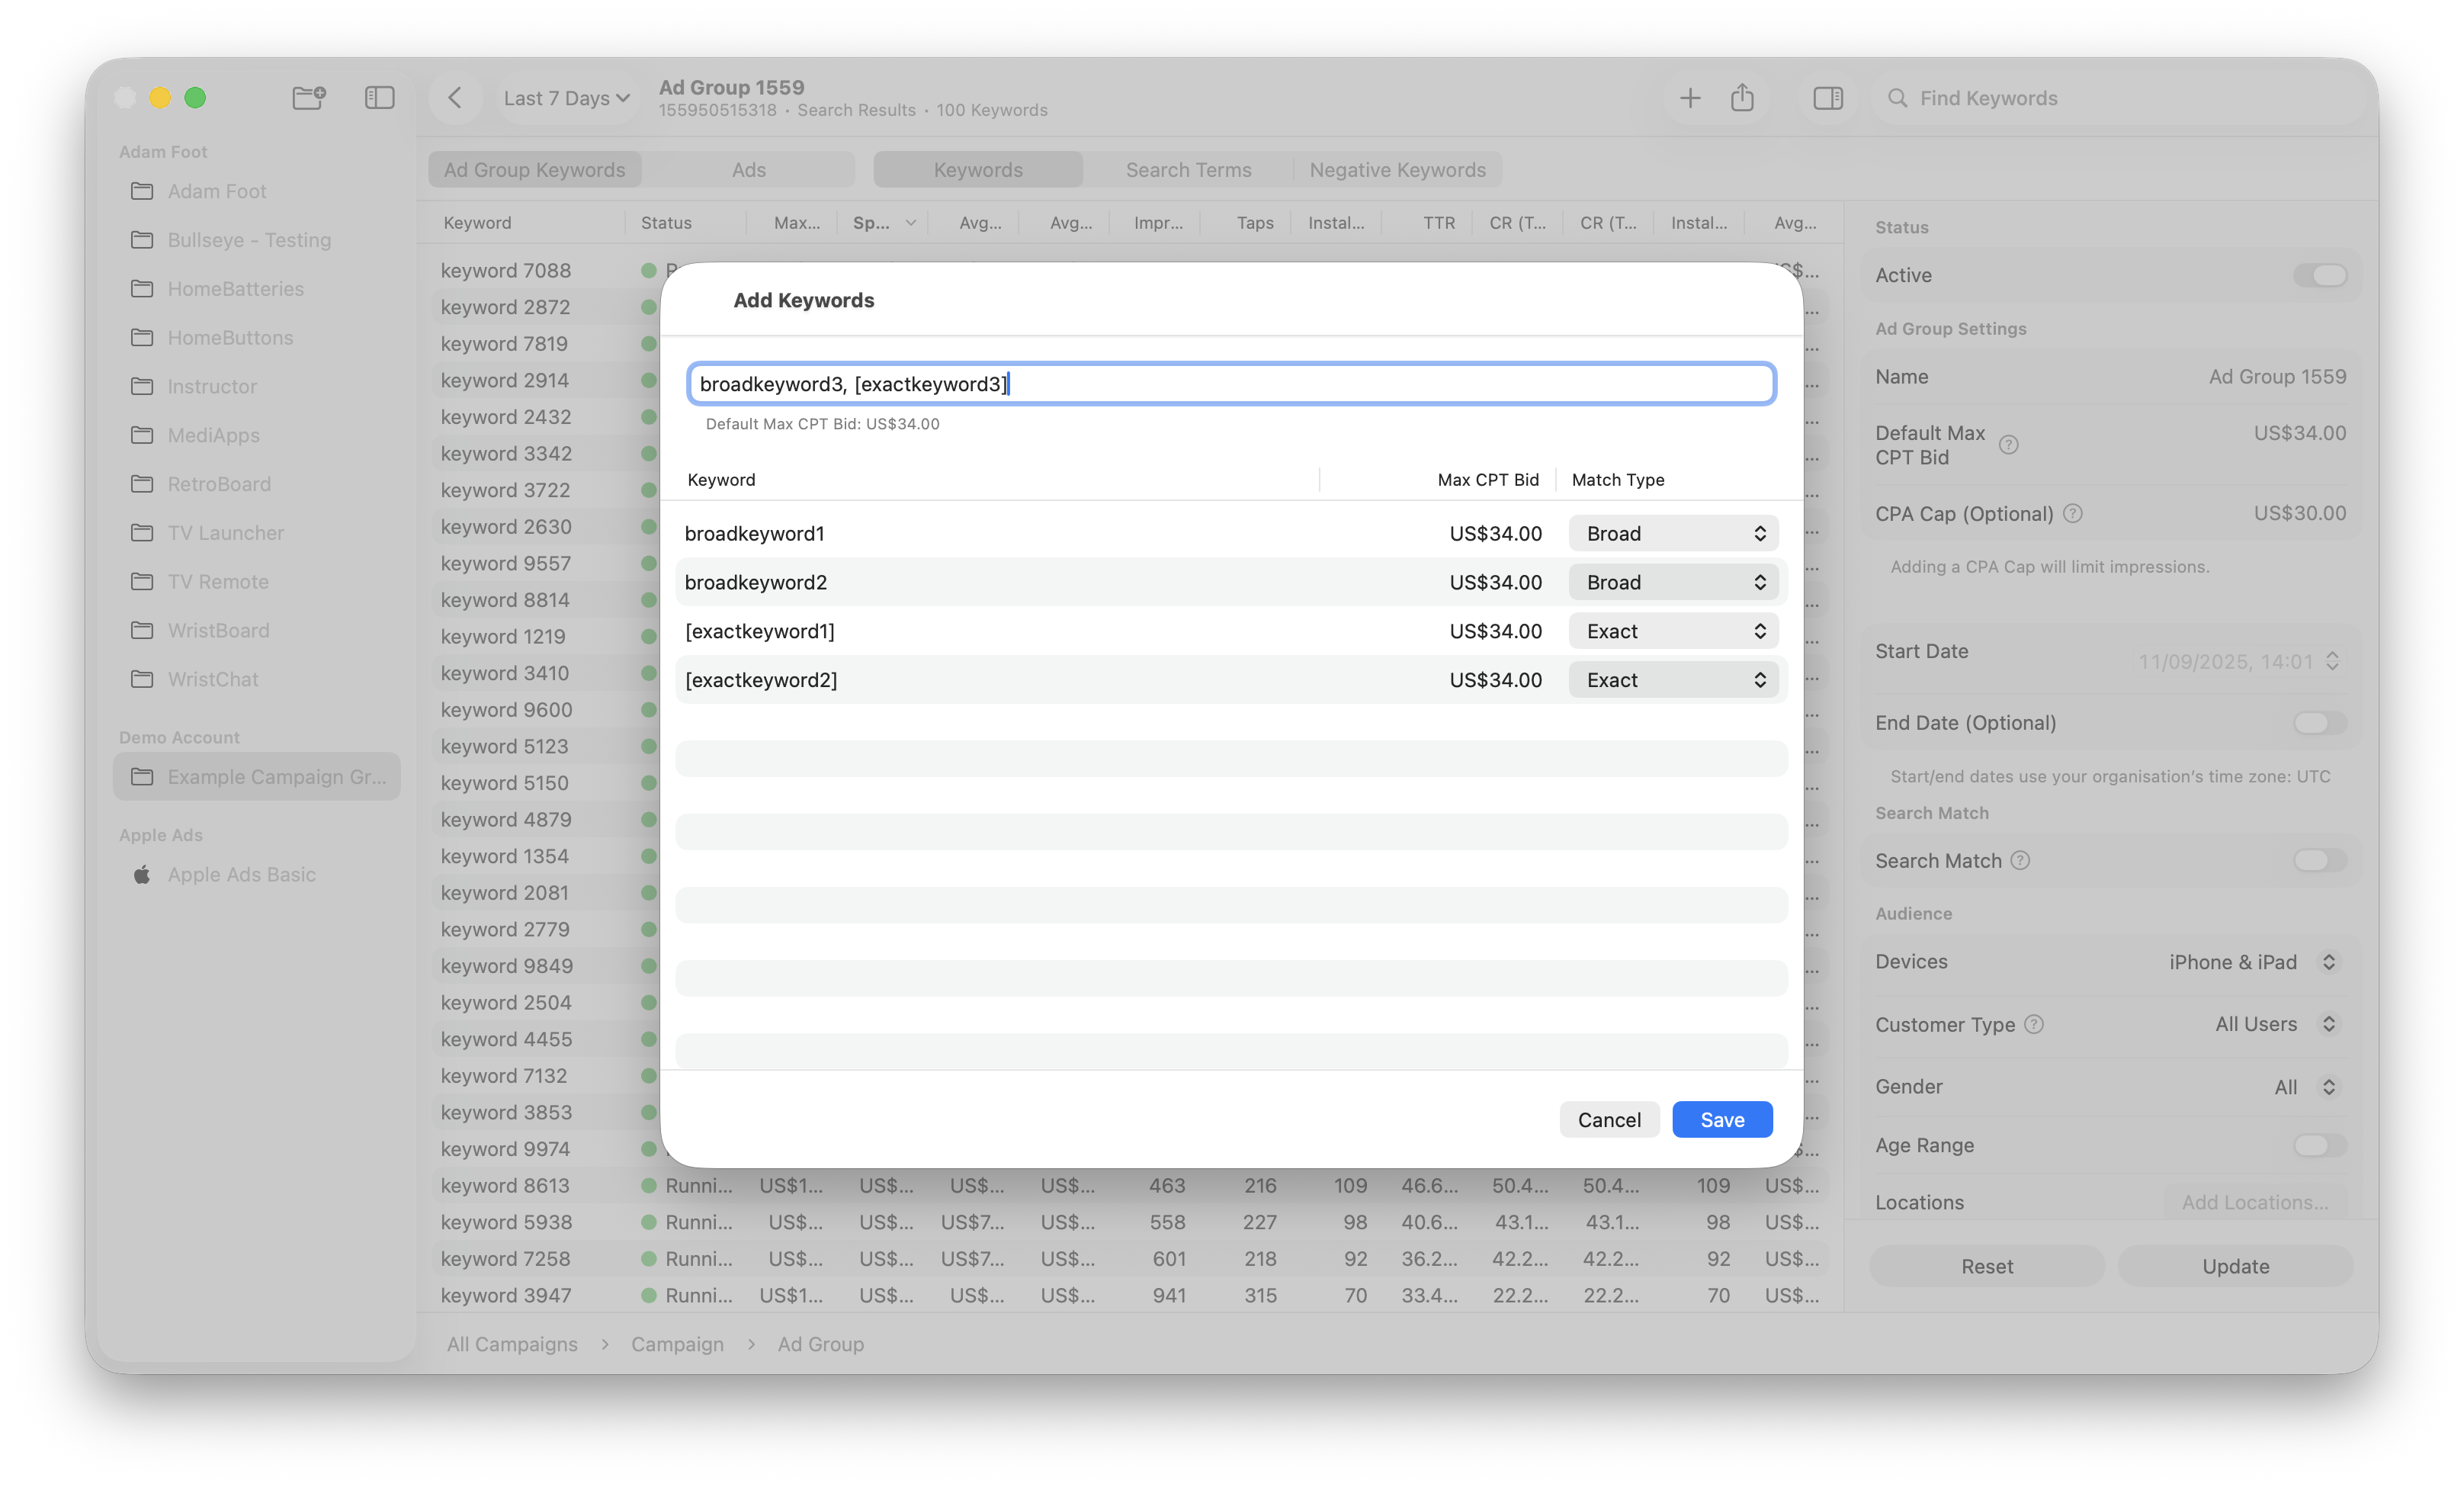 Adam Foot
Adam Foot
Bullseye - Testing
HomeBatteries
HomeButtons
Instructor
MediApps
RetroBoard
TV Launcher
TV Remote
WristBoard
WristChat
Demo Account
Example Campaign Gr...
Apple Ads
Apple Ads Basic
Last 7 Days
Ad Group 1559
155950515318 · Search Results · 100 Keywords
Find Keywords
Ad Group Keywords Ads Keywords Search Terms Negative Keywords
Keyword Status Max... Sp... Avg... Avg... Impr... Taps Instal... TTR CR (T... CR (T... Instal... Avg...
keyword 7088
keyword 2872
keyword 7819
keyword 2914
keyword 2432
keyword 3342
keyword 3722
keyword 2630
keyword 9557
keyword 8814
keyword 1219
keyword 3410
keyword 9600
keyword 5123
keyword 5150
keyword 4879
keyword 1354
keyword 2081
keyword 2779
keyword 9849
keyword 2504
keyword 4455
keyword 7132
keyword 3853
keyword 9974
keyword 8613 Runni... US$1... US$... US$... US$... 463 216 109 46.6... 50.4... 50.4... 109 US$...
keyword 5938 Runni... US$... US$... US$7... US$... 558 227 98 40.6... 43.1... 43.1... 98 US$...
keyword 7258 Runni... US$... US$... US$7... US$... 601 218 92 36.2... 42.2... 42.2... 92 US$...
keyword 3947 Runni... US$1... US$... US$... US$... 941 315 70 33.4... 22.2... 22.2... 70 US$...
All Campaigns > Campaign > Ad Group
Add Keywords
broadkeyword3, [exactkeyword3]
Default Max CPT Bid: US$34.00
Keyword Max CPT Bid Match Type
broadkeyword1 US$34.00 Broad
broadkeyword2 US$34.00 Broad
[exactkeyword1] US$34.00 Exact
[exactkeyword2] US$34.00 Exact
Cancel Save
Status
Active
Ad Group Settings
Name Ad Group 1559
Default Max US$34.00
CPT Bid
CPA Cap (Optional) US$30.00
Adding a CPA Cap will limit impressions.
Start Date 11/09/2025, 14:01
End Date (Optional)
Start/end dates use your organisation's time zone: UTC
Search Match
Search Match
Audience
Devices iPhone & iPad
Customer Type All Users
Gender All
Age Range
Locations Add Locations...
Reset Update